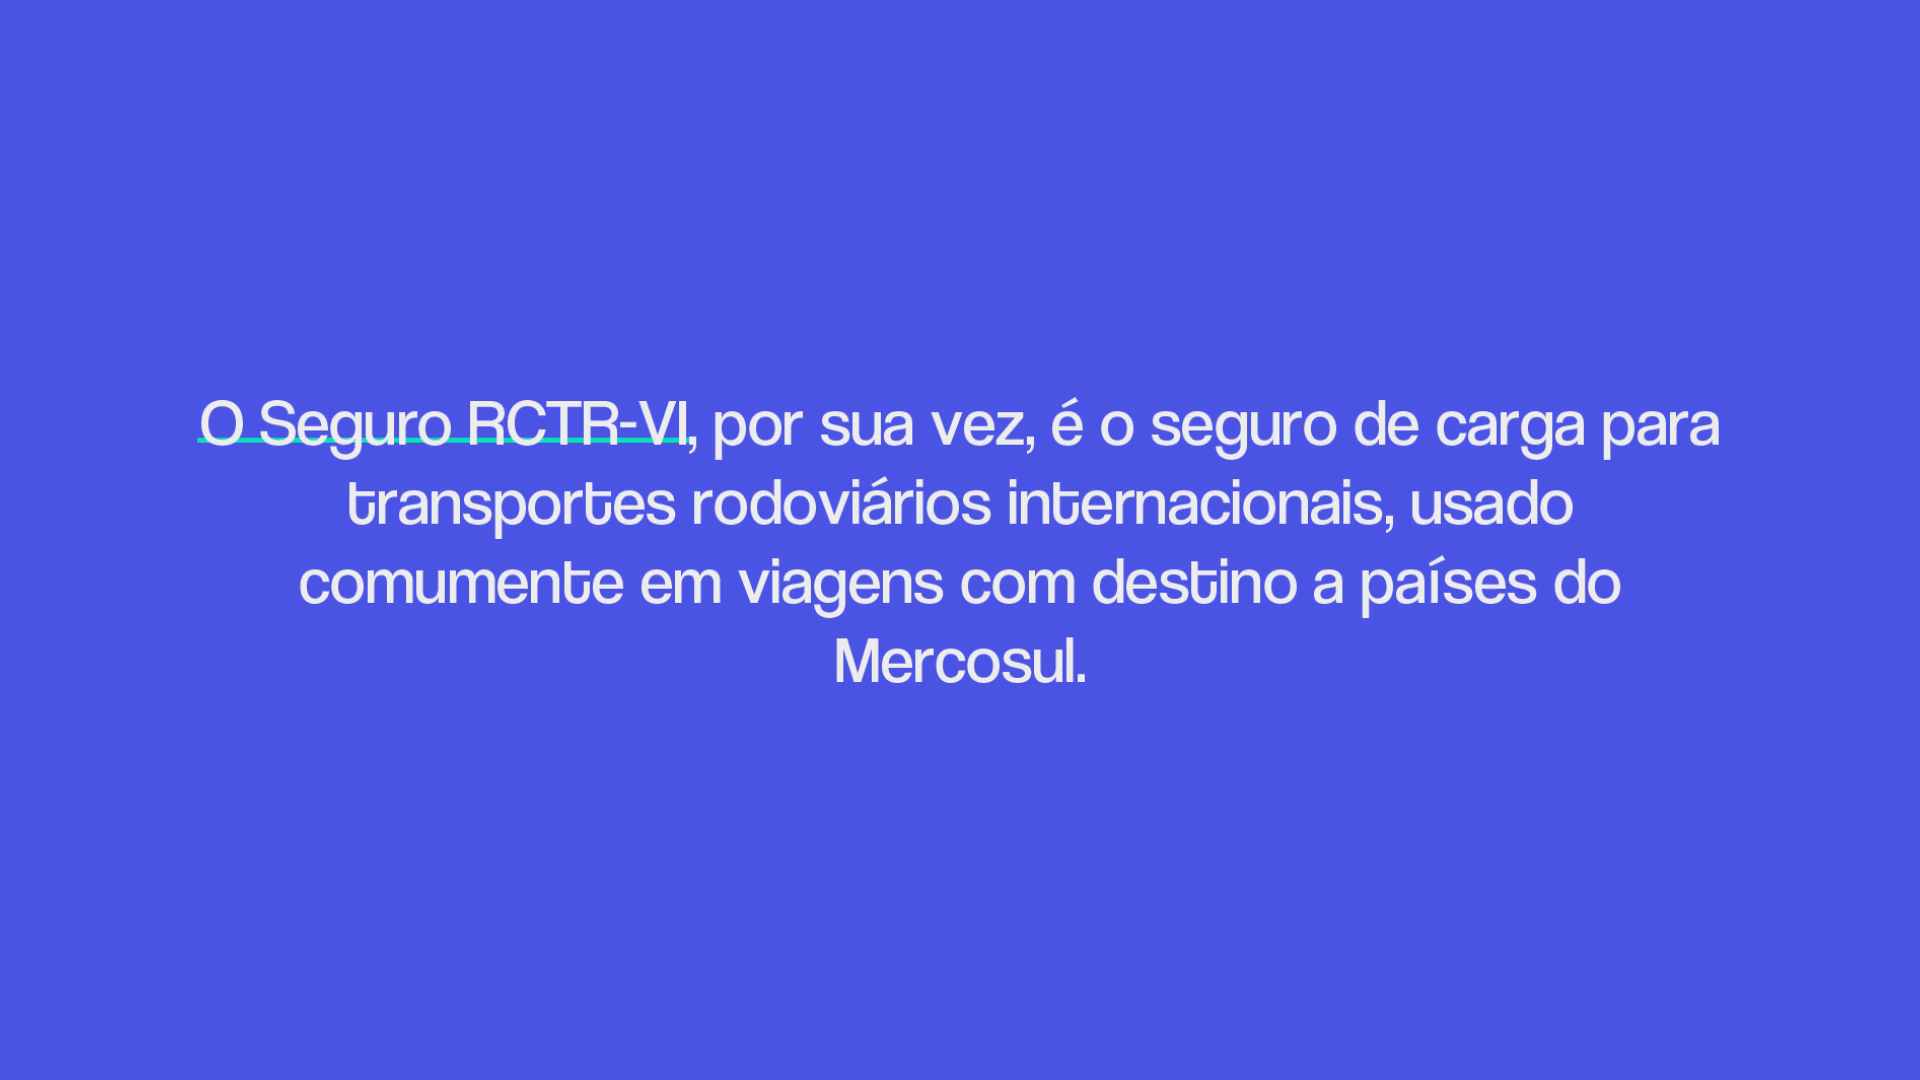 O Seguro RCTR-VI, por sua vez, é o seguro de carga para
transportes rodoviários internacionais, usado
comumente em viagens com destino a países do
Mercosul.